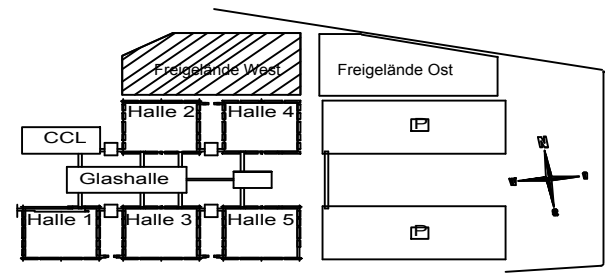 Freigelände West
Freigelände Ost
Halle 2
Halle 4
P
CCL
N
Glashalle
Halle 1
Halle 3
Halle 5
P